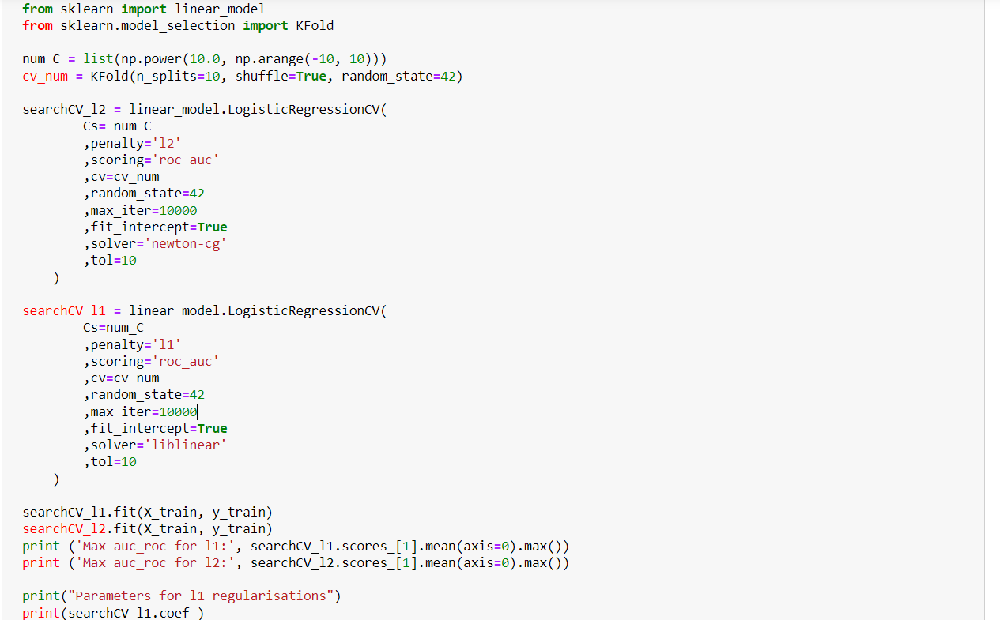 from sklearn import linear_model
from sklearn.model_selection import KFold
num_C = list(np.power(10.0, np.arange(-10, 10)))
cv_num = KFold(n_splits=10, shuffle=True, random_state=42)
searchCV_l2 = linear_model.LogisticRegressionCV(
        Cs= num_C
        ,penalty='l2'
        ,scoring='roc_auc'
        ,cv=cv_num
        ,random_state=42
        ,max_iter=10000
        ,fit_intercept=True
        ,solver='newton-cg'
        ,tol=10
    )
searchCV_l1 = linear_model.LogisticRegressionCV(
        Cs=num_C
        ,penalty='l1'
        ,scoring='roc_auc'
        ,cv=cv_num
        ,random_state=42
        ,max_iter=10000
        ,fit_intercept=True
        ,solver='liblinear'
        ,tol=10
    )
searchCV_l1.fit(X_train, y_train)
searchCV_l2.fit(X_train, y_train)
print ('Max auc_roc for l1:', searchCV_l1.scores_[1].mean(axis=0).max())
print ('Max auc_roc for l2:', searchCV_l2.scores_[1].mean(axis=0).max())
print("Parameters for l1 regularisations")
print(searchCV_l1.coef_)